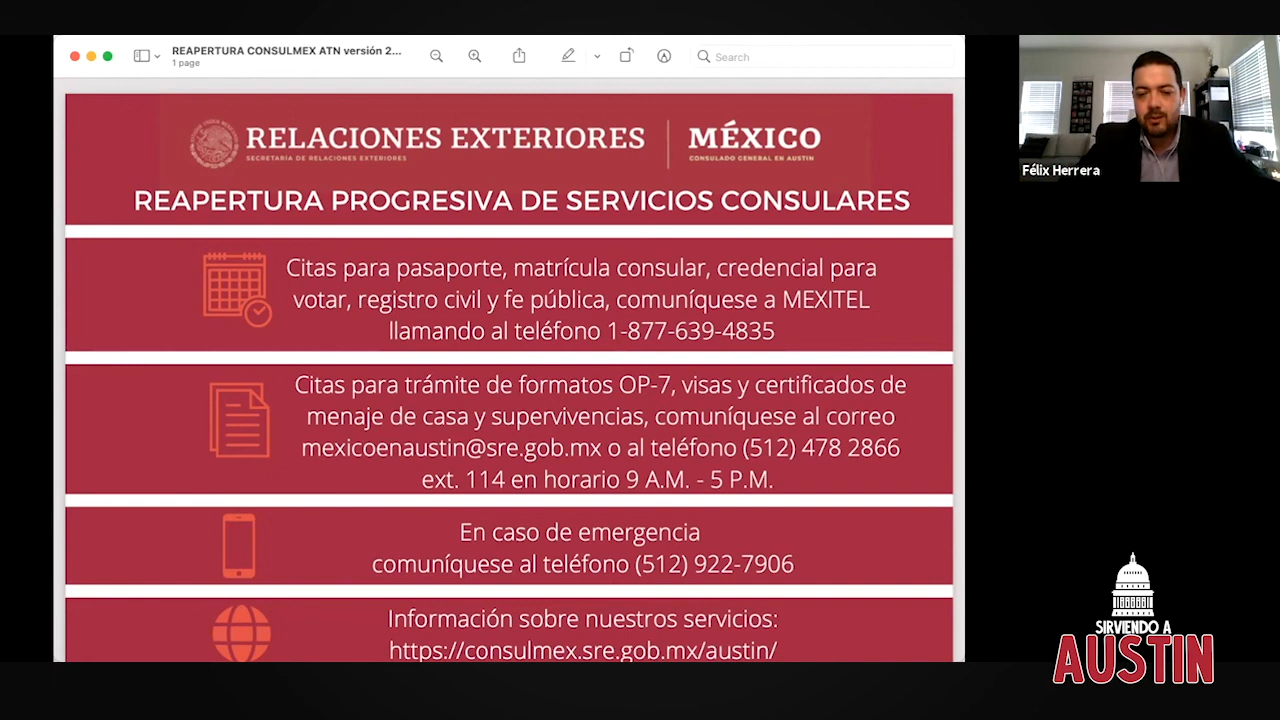 REAPERTURA CONSULMEX ATN versión 2...
1 page
Search
RELACIONES EXTERIORES
SECRETARÍA DE RELACIONES EXTERIORES
MÉXICO
CONSULADO GENERAL EN AUSTIN
REAPERTURA PROGRESIVA DE SERVICIOS CONSULARES
Citas para pasaporte, matrícula consular, credencial para
votar, registro civil y fe pública, comuníquese a MEXITEL
llamando al teléfono 1-877-639-4835
Citas para trámite de formatos OP-7, visas y certificados de
menaje de casa y supervivencias, comuníquese al correo
mexicoenaustin@sre.gob.mx o al teléfono (512) 478 2866
ext. 114 en horario 9 A.M. - 5 P.M.
En caso de emergencia
comuníquese al teléfono (512) 922-7906
Información sobre nuestros servicios:
https://consulmex.sre.gob.mx/austin/
Félix Herrera
SIRVIENDO A
AUSTIN